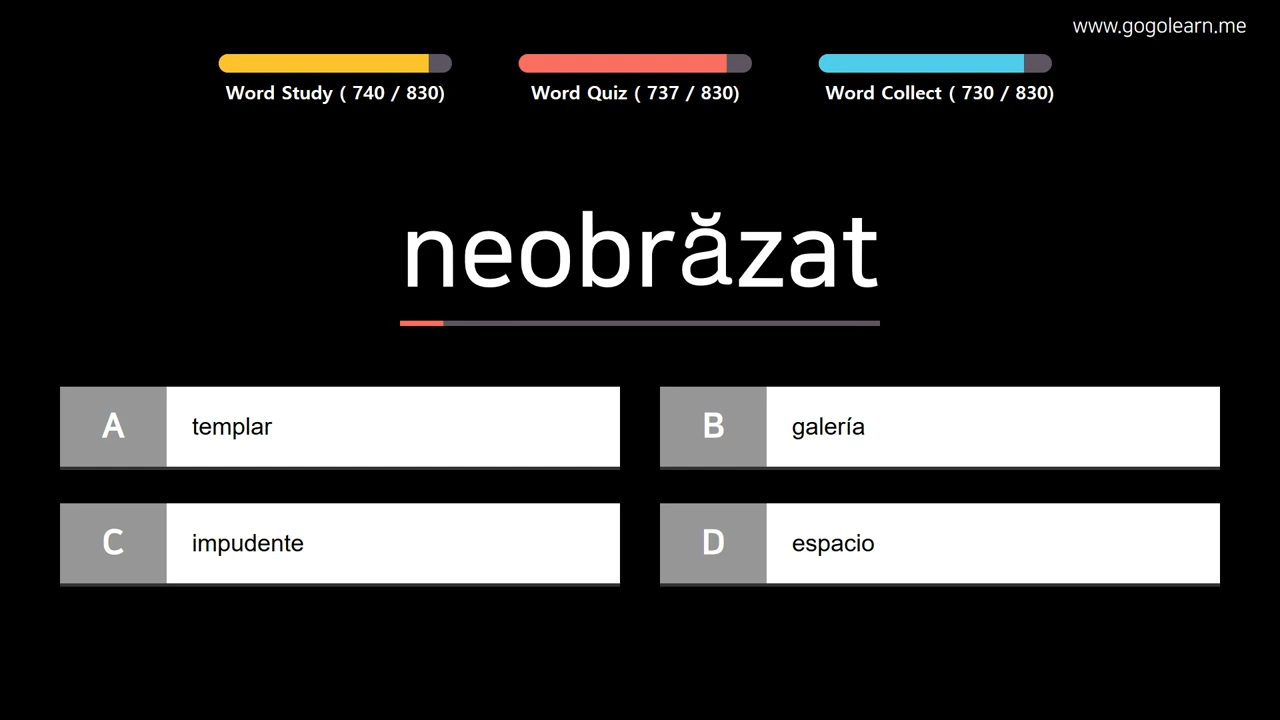 www.gogolearn.me
Word Study ( 740 / 830)
Word Quiz ( 737 / 830)
Word Collect ( 730 / 830)
neobrăzat
A templar
B galería
C impudente
D espacio